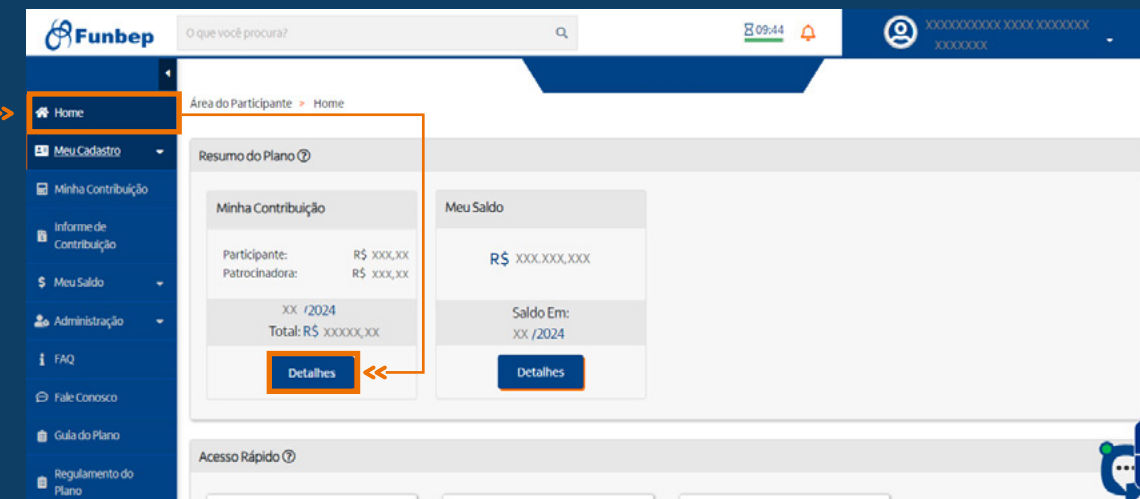 Funbep
O que você procura?
09:44
XXXXXXXXXX XXXX XXXXXXX
XXXXXXX
Home
Meu Cadastro
Minha Contribuição
Informe de
Contribuição
$ Meu Saldo
Administração
FAQ
Fale Conosco
Guia do Plano
Regulamento do
Plano
Área do Participante > Home
Resumo do Plano ?
Minha Contribuição
Participante: R$ XXX,XX
Patrocinadora: R$ XXX,XX
XX /2024
Total: R$ XXXXX,XX
Detalhes
Meu Saldo
R$ XXX.XXX,XXX
Saldo Em:
XX /2024
Detalhes
Acesso Rápido ?